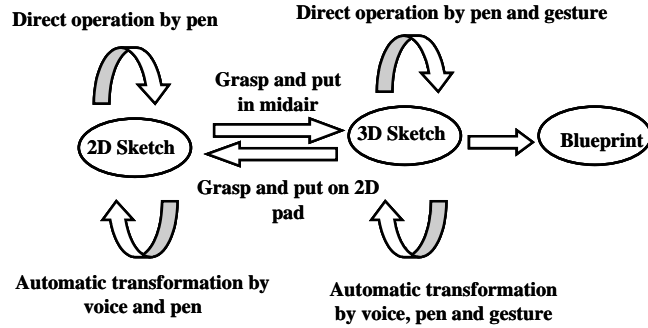 Direct operation by pen
Direct operation by pen and gesture
Grasp and put
in midair
2D Sketch
3D Sketch
Blueprint
Grasp and put on 2D
pad
Automatic transformation by
voice and pen
Automatic transformation
by voice, pen and gesture